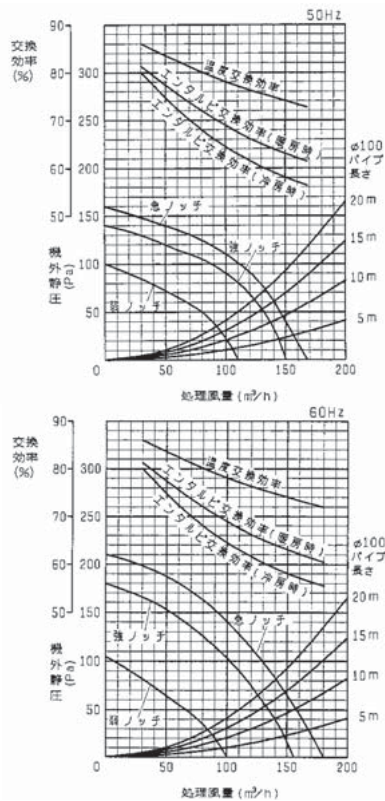 50Hz
交換
効率
(%)
90
80
70
60
50
300
250
200
150
100
50
0
機外静圧(Pa)
温度交換効率
エンタルピ交換効率(暖房時)
エンタルピ交換効率(冷房時)
急ノッチ
強ノッチ
弱ノッチ
φ100
パイプ
長さ
20m
15m
10m
5m
0 50 100 150 200
処理風量(m³/h)
60Hz
交換
効率
(%)
90
80
70
60
50
300
250
200
150
100
50
0
機外静圧(Pa)
温度交換効率
エンタルピ交換効率(暖房時)
エンタルピ交換効率(冷房時)
急ノッチ
強ノッチ
弱ノッチ
φ100
パイプ
長さ
20m
15m
10m
5m
0 50 100 150 200
処理風量(m³/h)